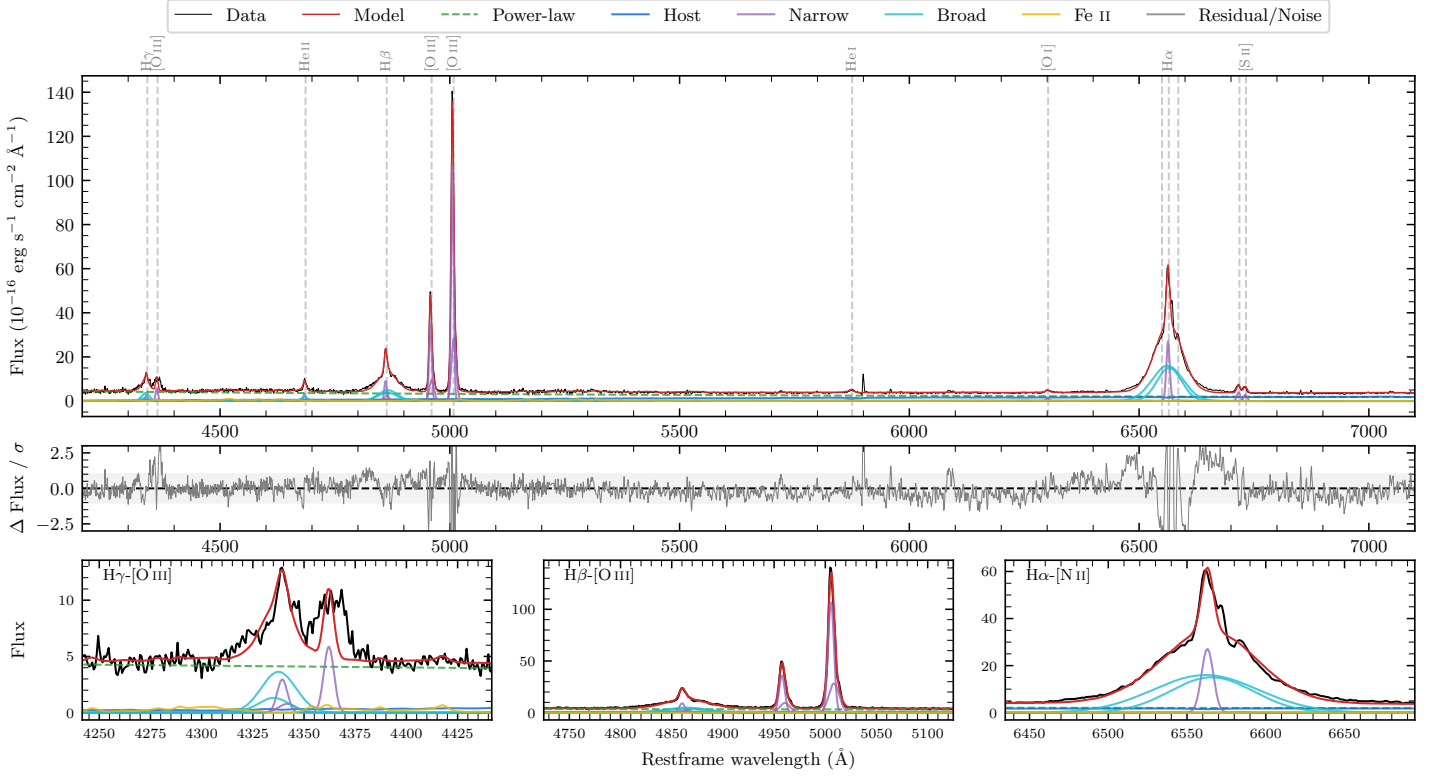 Data Model Power-law Host Narrow Broad Fe II Residual/Noise
Hγ [O III] He II Hβ [O III] [O III] He I [O I] Hα [S II]
Flux (10⁻¹⁶ erg s⁻¹ cm⁻² Å⁻¹)
140
120
100
80
60
40
20
0
4500 5000 5500 6000 6500 7000
Δ Flux / σ
2.5
0.0
−2.5
4500 5000 5500 6000 6500 7000
Flux
Hγ-[O III]
10
5
0
4250 4275 4300 4325 4350 4375 4400 4425
Hβ-[O III]
100
50
0
4750 4800 4850 4900 4950 5000 5050 5100
Hα-[N II]
60
40
20
0
6450 6500 6550 6600 6650
Restframe wavelength (Å)